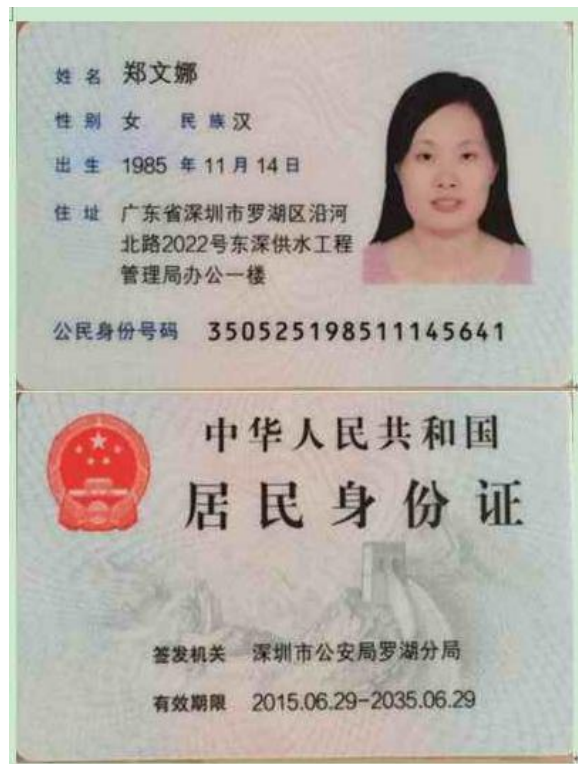 姓名 郑文娜
性别 女 民族 汉
出生 1985 年 11 月 14 日
住址 广东省深圳市罗湖区沿河
北路2022号东深供水工程
管理局办公一楼
公民身份号码 350525198511145641
中华人民共和国
居民身份证
签发机关 深圳市公安局罗湖分局
有效期限 2015.06.29-2035.06.29